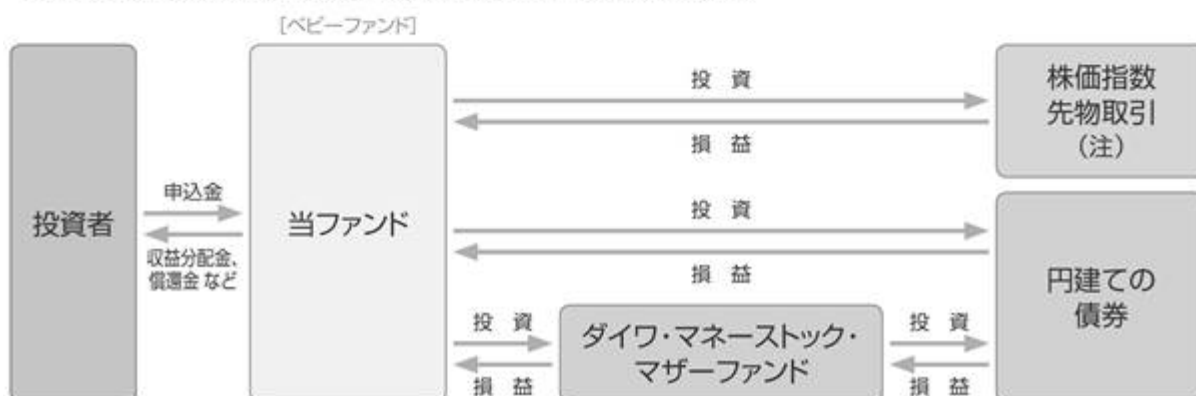 [ベビーファンド]
投資者
申込金
収益分配金、
償還金 など
当ファンド
投 資
損 益
株価指数
先物取引
（注）
投 資
損 益
円建ての
債券
投 資
損 益
ダイワ・マネーストック・
マザーファンド
投 資
損 益